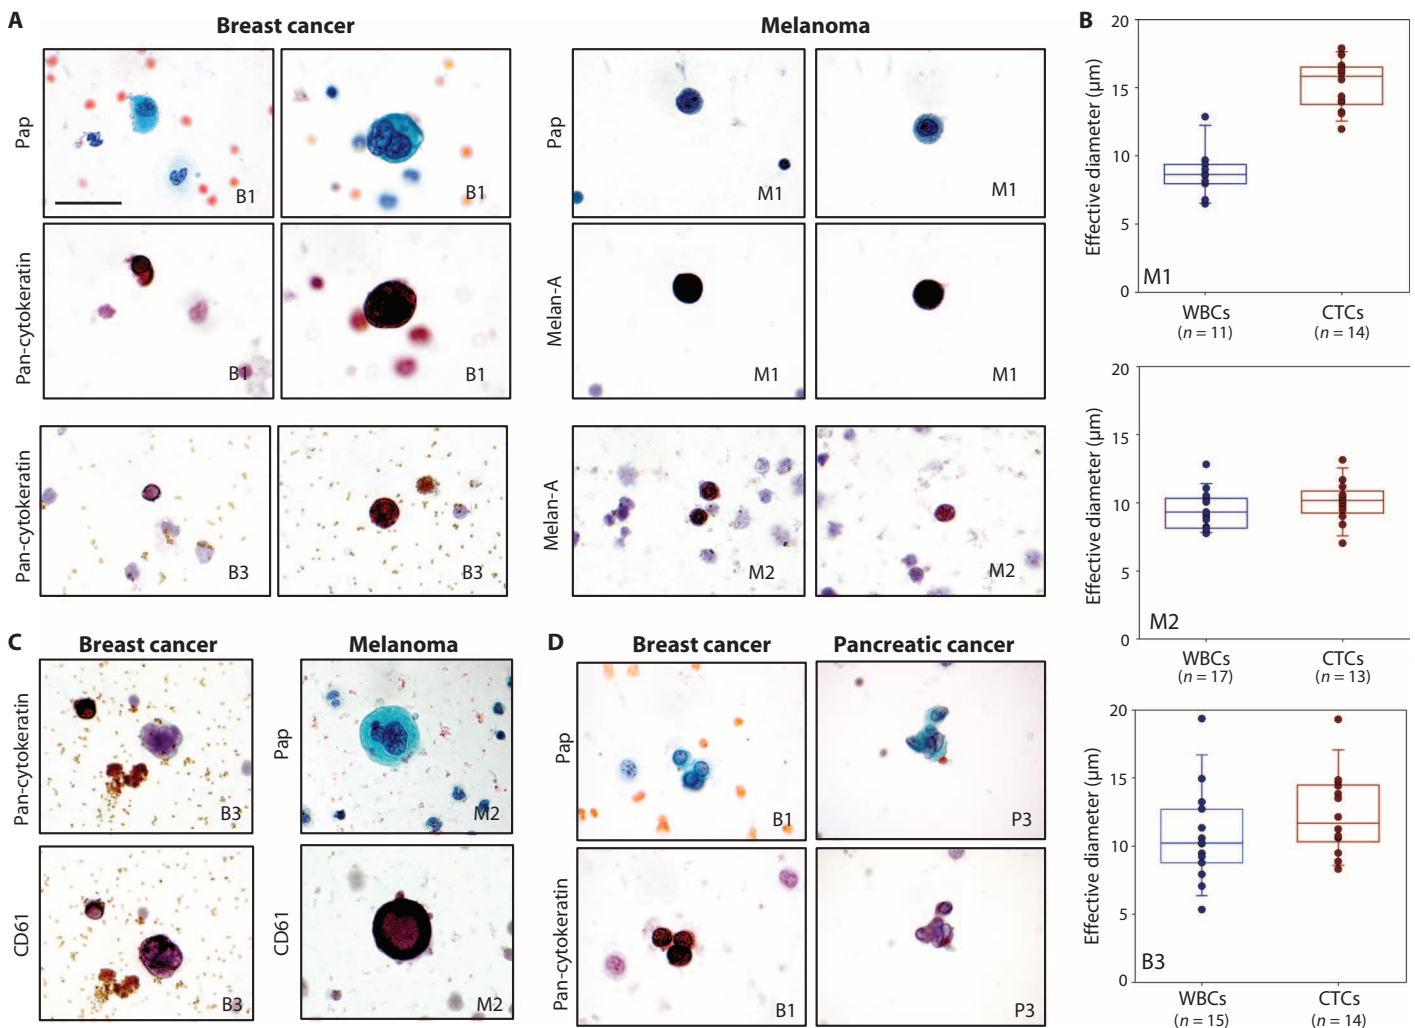 A
Breast cancer
Melanoma
Pap
B1
B1
M1
M1
Pan-cytokeratin
B1
B1
Melan-A
M1
M1
Pan-cytokeratin
B3
B3
Melan-A
M2
M2
B
Effective diameter (µm)
20
15
10
5
0
M1
WBCs
(n = 11)
CTCs
(n = 14)
Effective diameter (µm)
20
15
10
5
0
M2
WBCs
(n = 17)
CTCs
(n = 13)
Effective diameter (µm)
20
15
10
5
0
B3
WBCs
(n = 15)
CTCs
(n = 14)
C
Breast cancer
Melanoma
Pan-cytokeratin
B3
Pap
M2
CD61
B3
CD61
M2
D
Breast cancer
Pancreatic cancer
Pap
B1
P3
Pan-cytokeratin
B1
P3